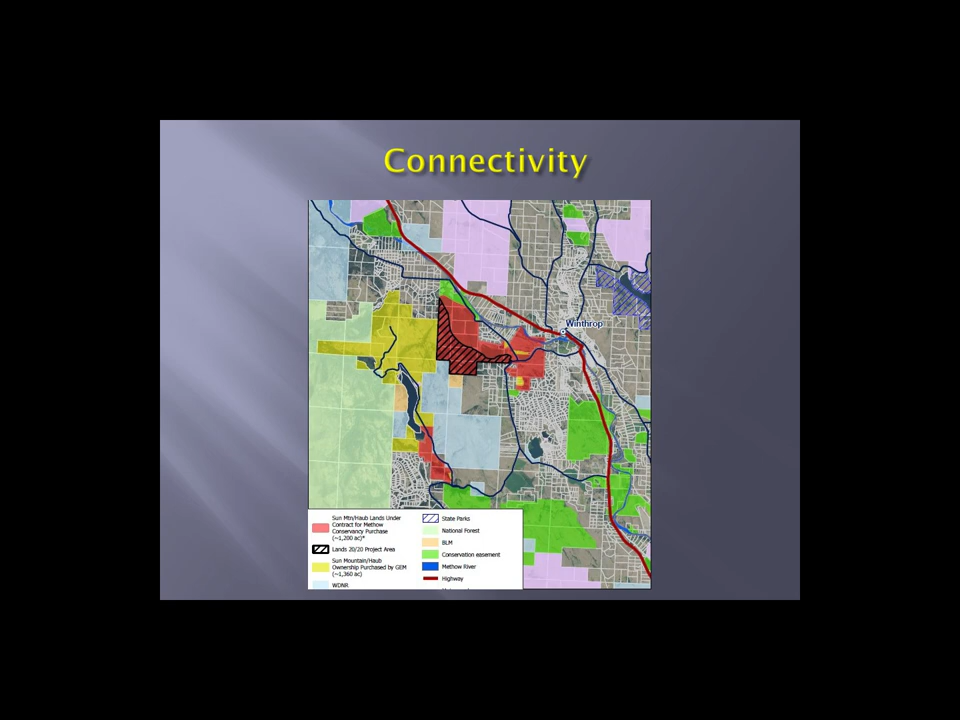 Connectivity
Winthrop
Sun Mtn/Haub Lands Under
Contract for Methow
Conservancy Purchase
(~1,200 ac)*
Lands 20/20 Project Area
Sun Mountain/Haub
Ownership Purchased by GEM
(~1,360 ac)
WDNR
State Parks
National Forest
BLM
Conservation easement
Methow River
Highway